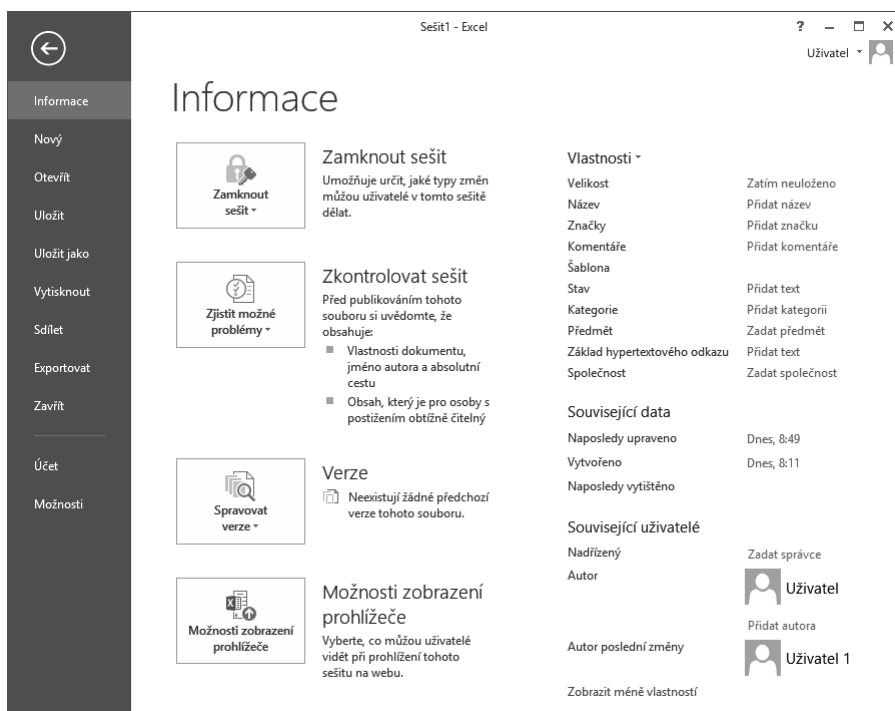 Sešit1 - Excel
?
Uživatel
Informace
Nový
Otevřít
Uložit
Uložit jako
Vytisknout
Sdílet
Exportovat
Zavřít
Účet
Možnosti
Informace
Zamknout
sešit
Zamknout sešit
Umožňuje určit, jaké typy změn
můžou uživatelé v tomto sešitě
dělat.
Zjistit možné
problémy
Zkontrolovat sešit
Před publikováním tohoto
souboru si uvědomte, že
obsahuje:
Vlastnosti dokumentu,
jméno autora a absolutní
cestu
Obsah, který je pro osoby s
postižením obtížně čitelný
Spravovat
verze
Verze
Neexistují žádné předchozí
verze tohoto souboru.
Možnosti zobrazení
prohlížeče
Možnosti zobrazení
prohlížeče
Vyberte, co můžou uživatelé
vidět při prohlížení tohoto
sešitu na webu.
Vlastnosti
Velikost Zatím neuloženo
Název Přidat název
Značky Přidat značku
Komentáře Přidat komentáře
Šablona
Stav Přidat text
Kategorie Přidat kategorii
Předmět Zadat předmět
Základ hypertextového odkazu Přidat text
Společnost Zadat společnost
Související data
Naposledy upraveno Dnes, 8:49
Vytvořeno Dnes, 8:11
Naposledy vytištěno
Související uživatelé
Nadřízený Zadat správce
Autor Uživatel
Přidat autora
Autor poslední změny Uživatel 1
Zobrazit méně vlastností